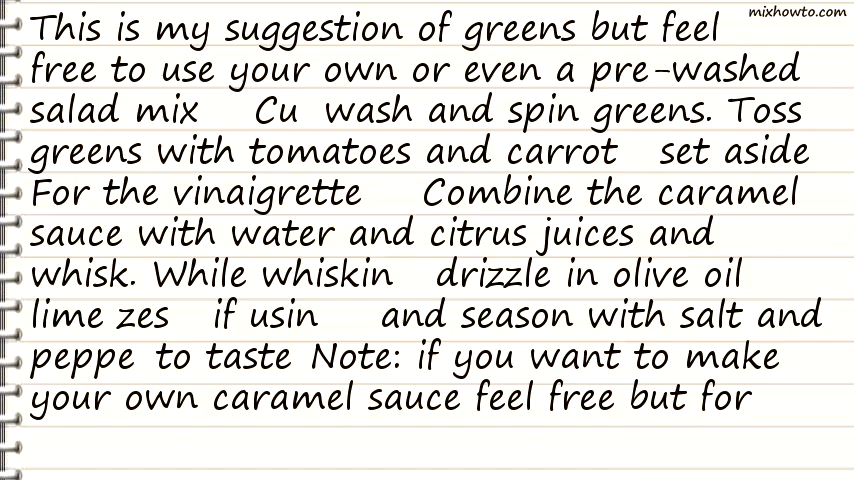 mixhowto.com
This is my suggestion of greens but feel
free to use your own or even a pre-washed
salad mix Cu wash and spin greens. Toss
greens with tomatoes and carrot set aside
For the vinaigrette Combine the caramel
sauce with water and citrus juices and
whisk. While whiskin drizzle in olive oil
lime zes if usin and season with salt and
peppe to taste Note: if you want to make
your own caramel sauce feel free but for